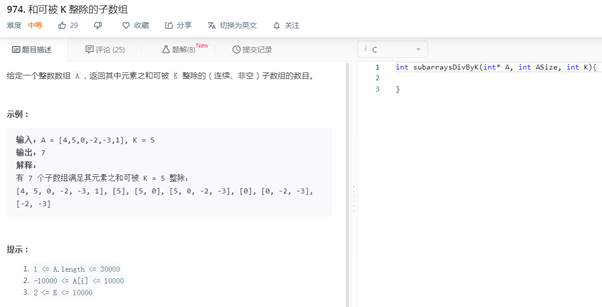 974. 和可被 K 整除的子数组
难度 中等 29 收藏 分享 切换为英文 关注
题目描述 评论 (25) 题解(8) New 提交记录
给定一个整数数组 A，返回其中元素之和可被 K 整除的（连续、非空）子数组的数目。
示例：
输入：A = [4,5,0,-2,-3,1], K = 5
输出：7
解释：
有 7 个子数组满足其元素之和可被 K = 5 整除：
[4, 5, 0, -2, -3, 1], [5], [5, 0], [5, 0, -2, -3], [0], [0, -2, -3],
[-2, -3]
提示：
1. 1 <= A.length <= 30000
2. -10000 <= A[i] <= 10000
3. 2 <= K <= 10000
i C
1 int subarraysDivByK(int* A, int ASize, int K){
2
3 }